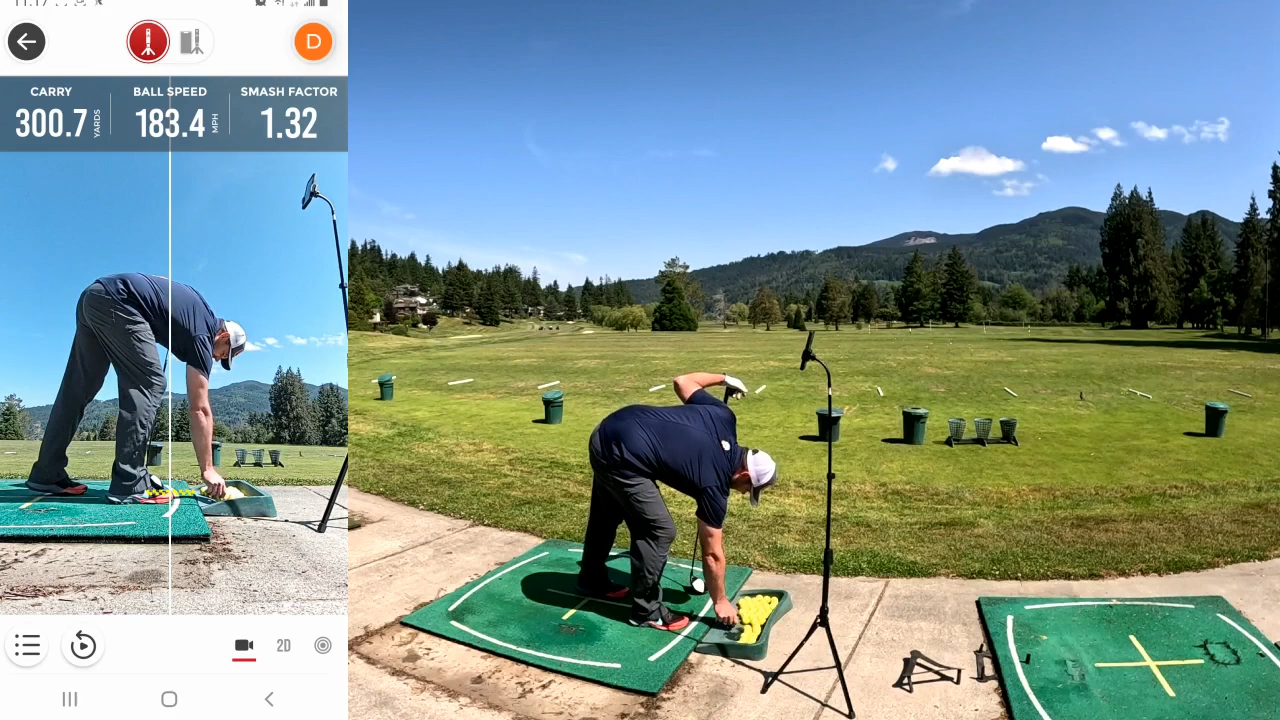 D
CARRY BALL SPEED SMASH FACTOR
300.7 YARDS 183.4 MPH 1.32
2D